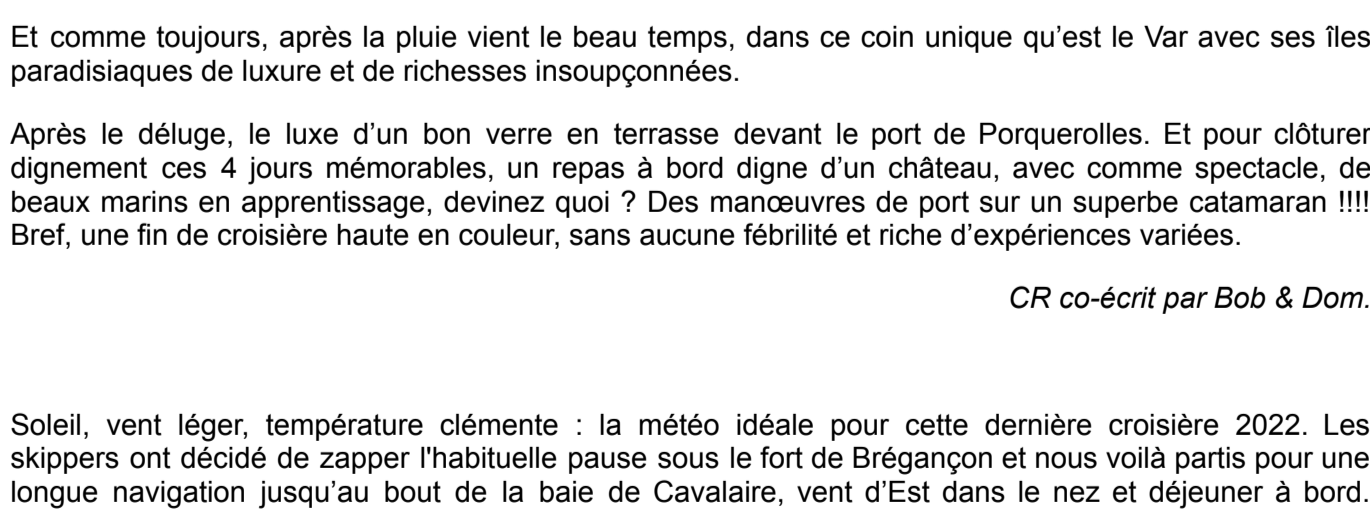 Et comme toujours, après la pluie vient le beau temps, dans ce coin unique qu’est le Var avec ses îles
paradisiaques de luxure et de richesses insoupçonnées.
Après le déluge, le luxe d’un bon verre en terrasse devant le port de Porquerolles. Et pour clôturer
dignement ces 4 jours mémorables, un repas à bord digne d’un château, avec comme spectacle, de
beaux marins en apprentissage, devinez quoi ? Des manœuvres de port sur un superbe catamaran !!!!
Bref, une fin de croisière haute en couleur, sans aucune fébrilité et riche d’expériences variées.
CR co-écrit par Bob & Dom.
Soleil, vent léger, température clémente : la météo idéale pour cette dernière croisière 2022. Les
skippers ont décidé de zapper l'habituelle pause sous le fort de Brégançon et nous voilà partis pour une
longue navigation jusqu’au bout de la baie de Cavalaire, vent d’Est dans le nez et déjeuner à bord.